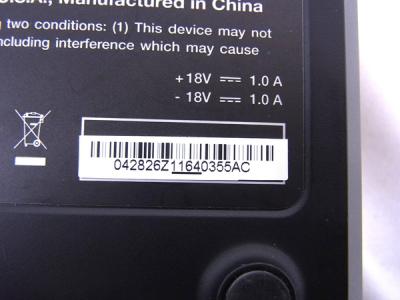 Manufactured in China
g two conditions: (1) This device may not
including interference which may cause
+18V ⎓ 1.0 A
- 18V ⎓ 1.0 A
042826Z11640355AC